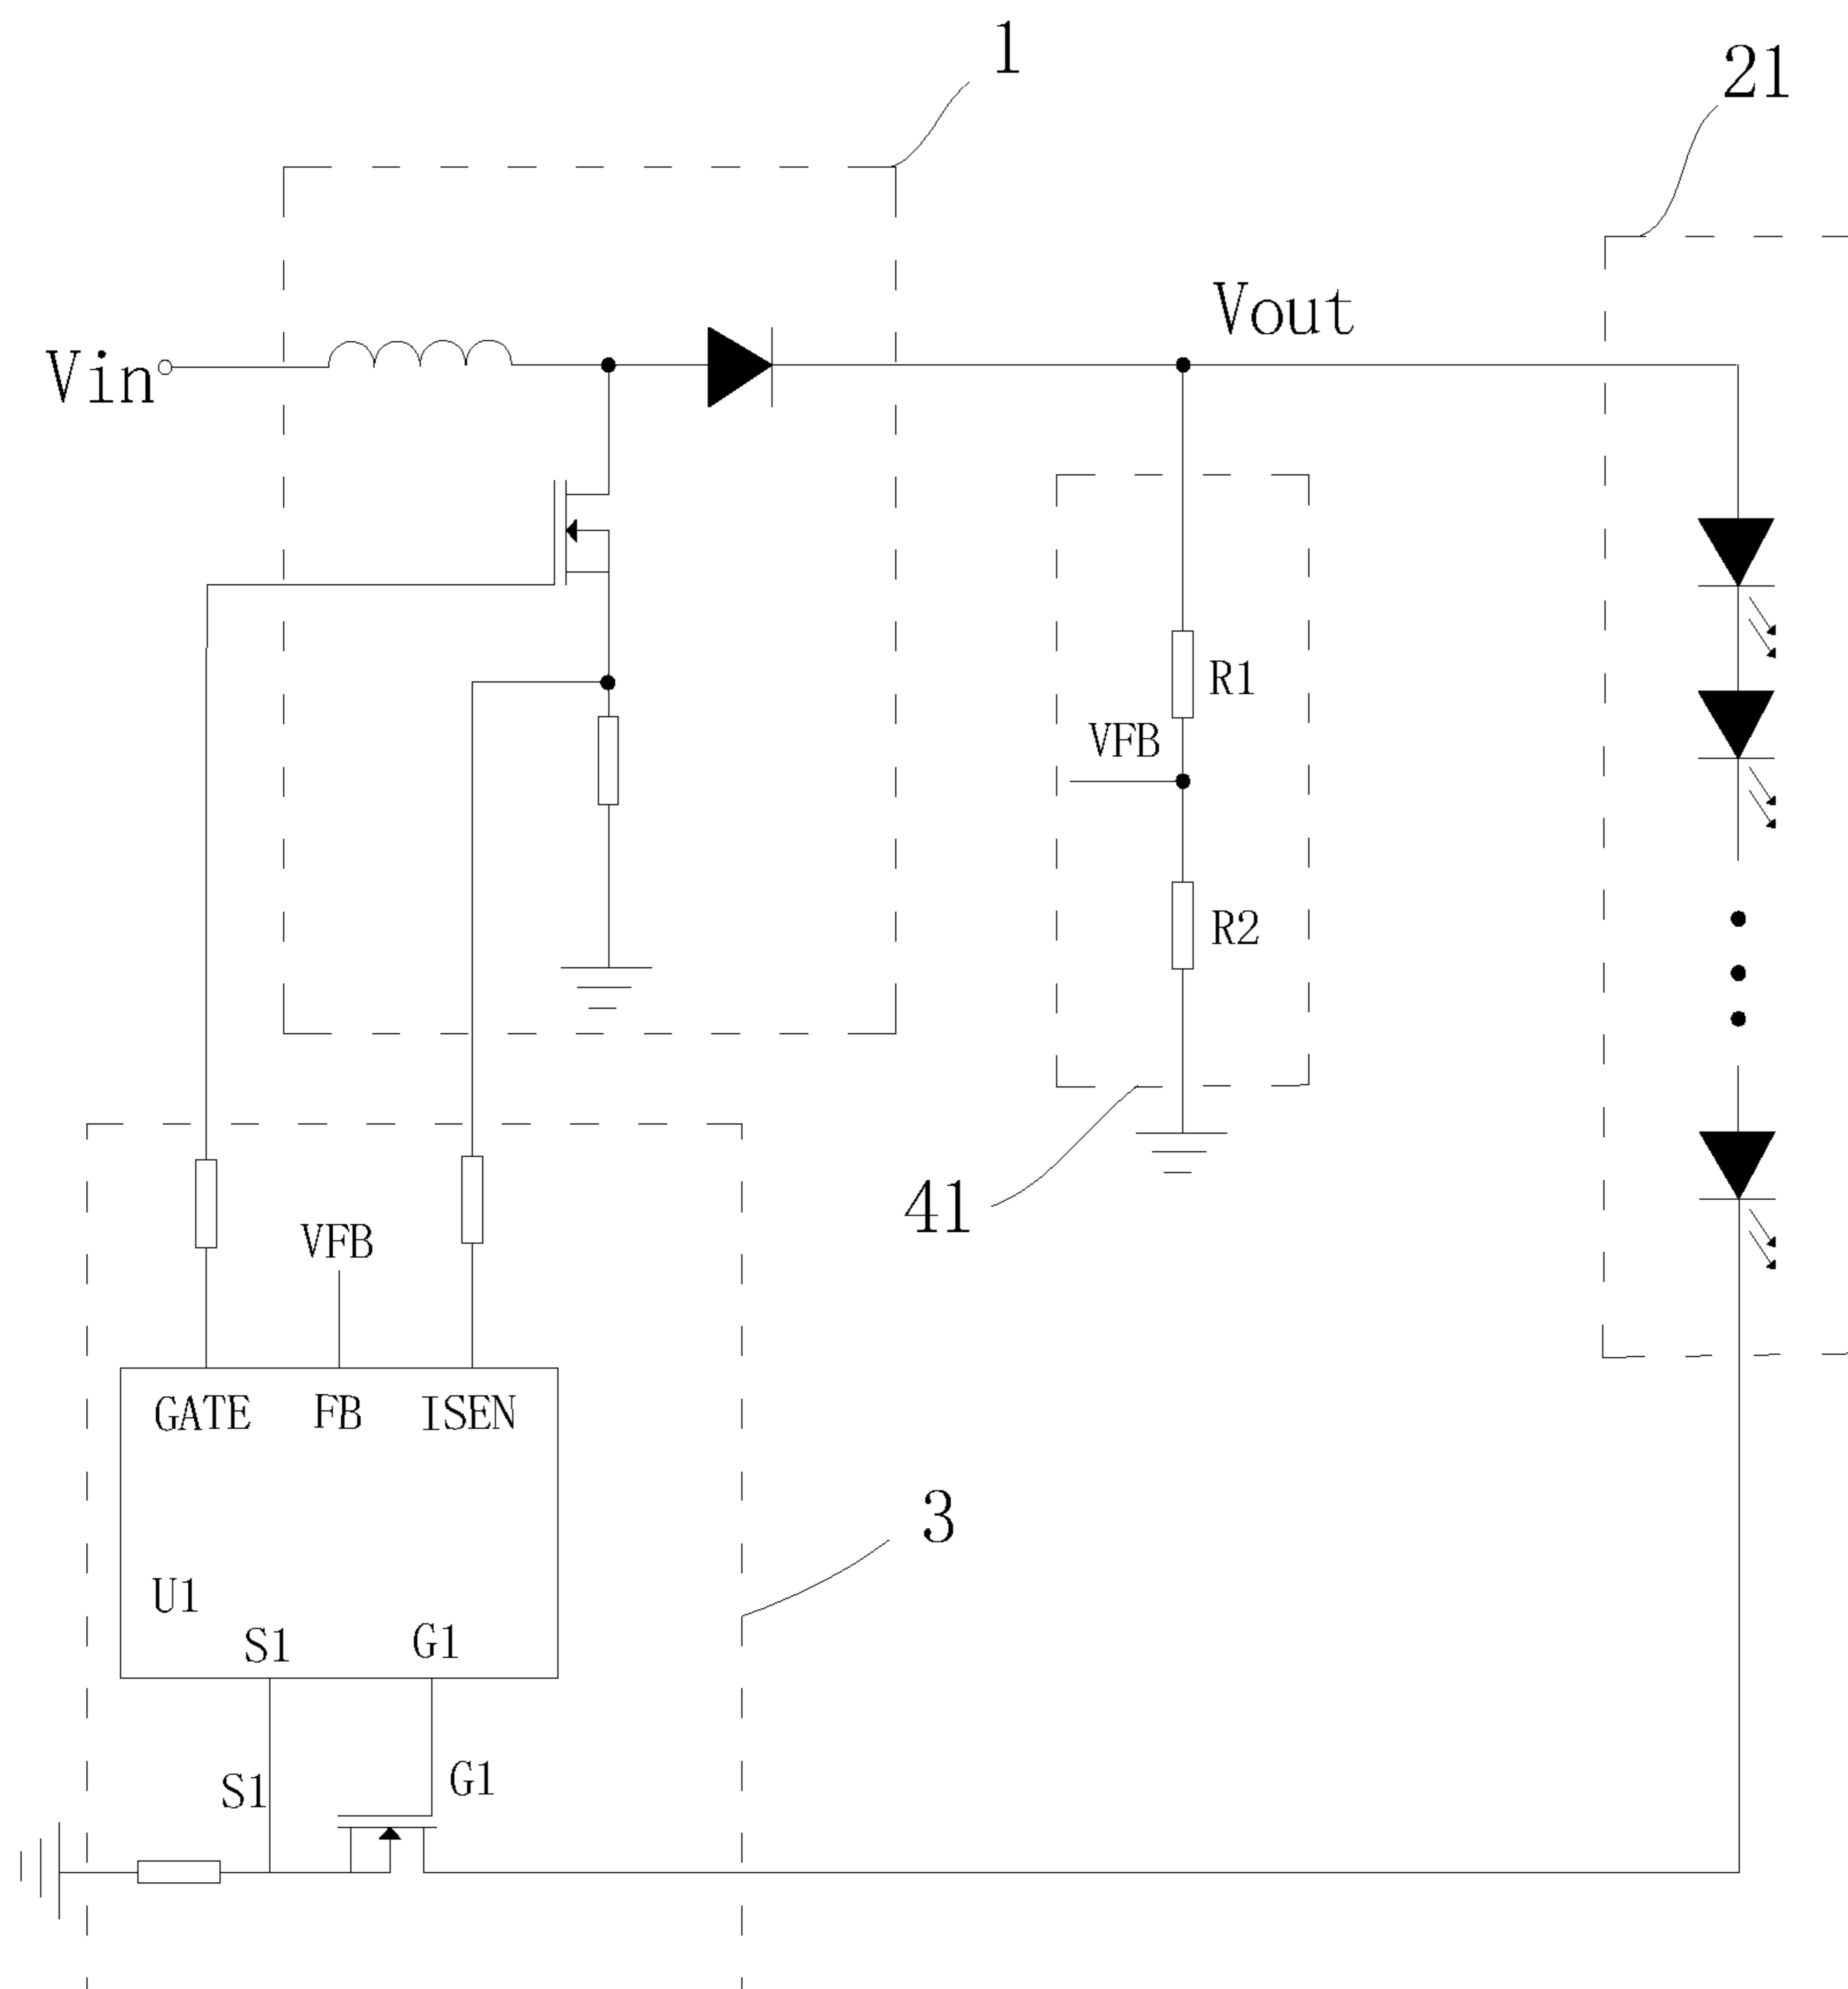 1
21
Vin
Vout
R1
VFB
R2
41
VFB
GATE FB ISEN
3
U1
S1 G1
S1
G1